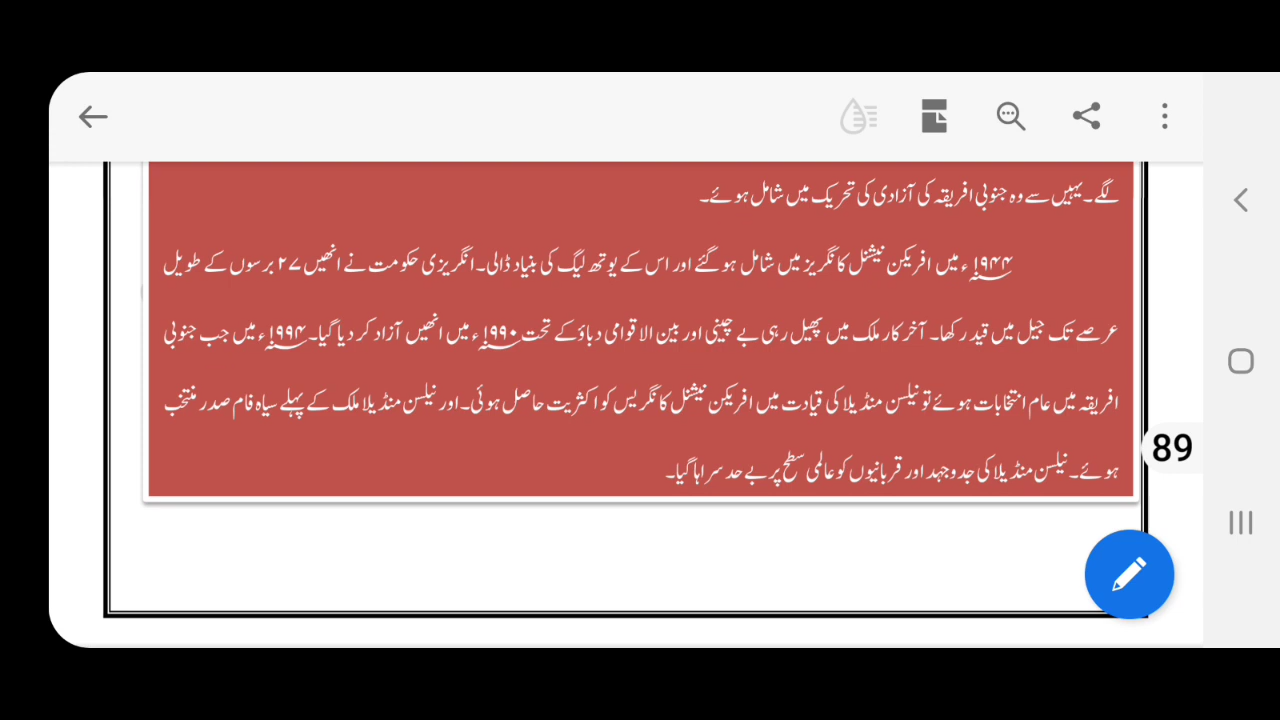 لگے۔ یہیں سے وہ جنوبی افریقہ کی آزادی کی تحریک میں شامل ہوئے۔
۱۹۴۴ء میں افریکن نیشنل کانگریز میں شامل ہو گئے اور اس کے یوتھ لیگ کی بنیاد ڈالی۔ انگریزی حکومت نے انھیں ۲۷ برسوں کے طویل
عرصے تک جیل میں قید رکھا۔ آخر کار ملک میں پھیل رہی بے چینی اور بین الاقوامی دباؤ کے تحت ۱۹۹۰ء میں انھیں آزاد کر دیا گیا۔ ۱۹۹۴ء میں جب جنوبی
افریقہ میں عام انتخابات ہوئے تو نیلسن منڈیلا کی قیادت میں افریکن نیشنل کانگریس کو اکثریت حاصل ہوئی۔ اور نیلسن منڈیلا ملک کے پہلے سیاہ فام صدر منتخب
89
ہوئے۔ نیلسن منڈیلا کی جدوجہد اور قربانیوں کو عالمی سطح پر بے حد سراہا گیا۔